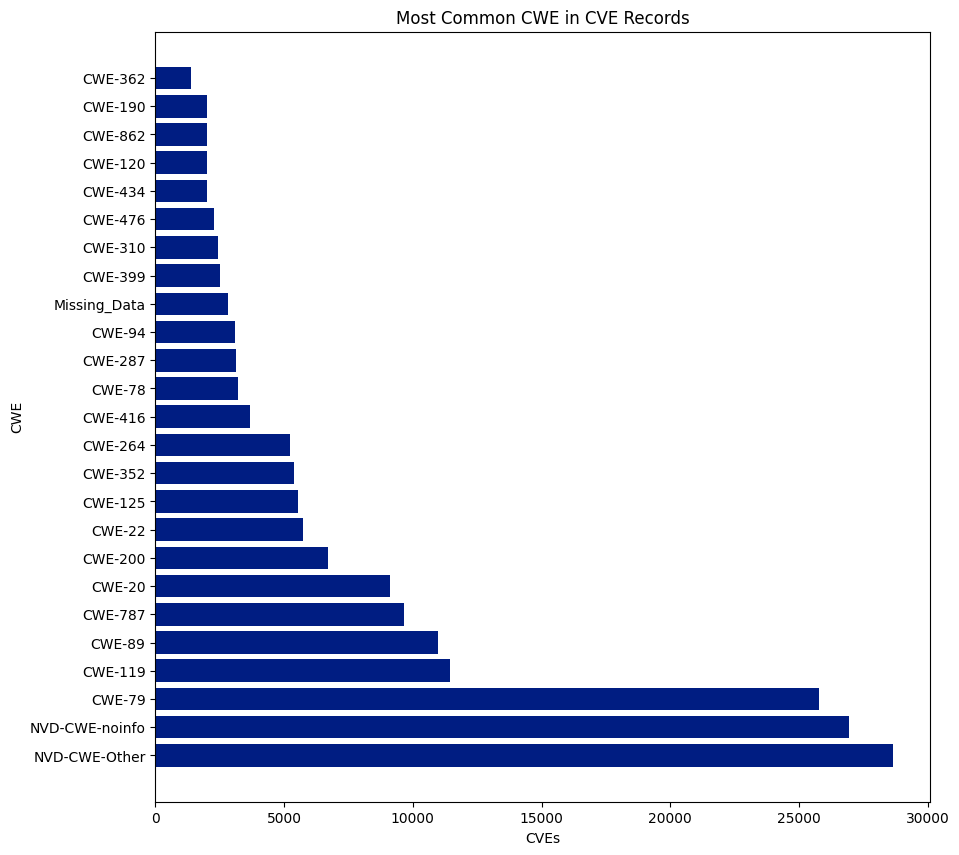 Most Common CWE in CVE Records
CWE-362
CWE-190
CWE-862
CWE-120
CWE-434
CWE-476
CWE-310
CWE-399
Missing_Data
CWE-94
CWE-287
CWE-78
CWE-416
CWE-264
CWE-352
CWE-125
CWE-22
CWE-200
CWE-20
CWE-787
CWE-89
CWE-119
CWE-79
NVD-CWE-noinfo
NVD-CWE-Other
CWE
0 5000 10000 15000 20000 25000 30000
CVEs